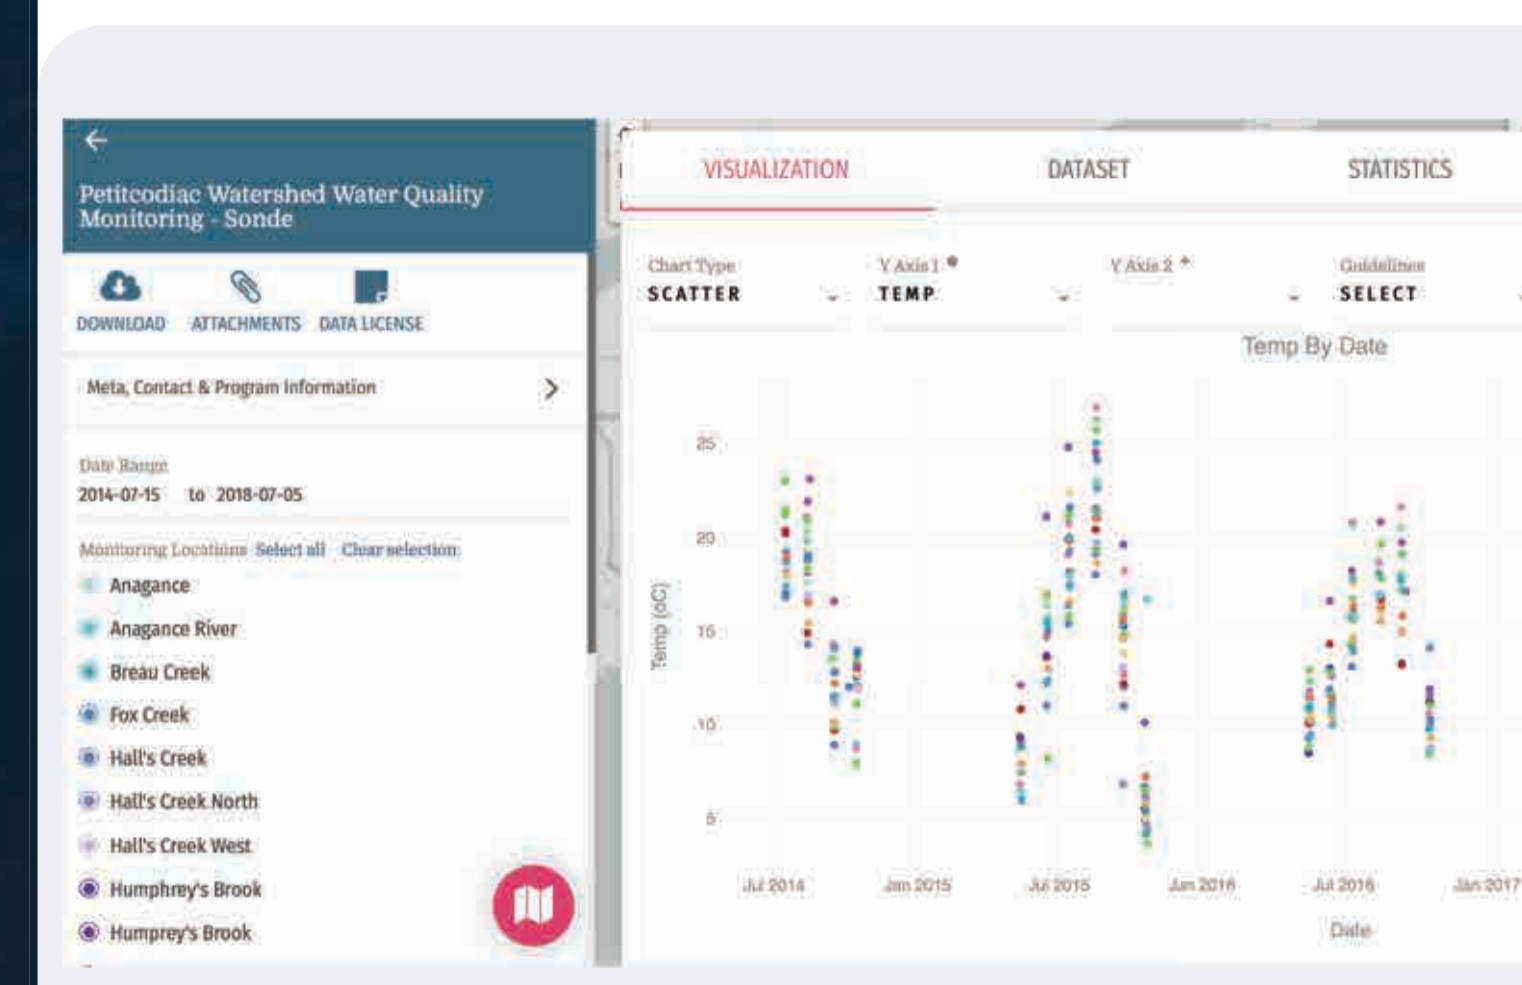 Petitcodiac Watershed Water Quality
Monitoring - Sonde
DOWNLOAD ATTACHMENTS DATA LICENSE
Meta, Contact & Program Information
Date Range
2014-07-15 to 2018-07-05
Monitoring Locations Select all Clear selection
Anagance
Anagance River
Breau Creek
Fox Creek
Hall's Creek
Hall's Creek North
Hall's Creek West
Humphrey's Brook
Humprey's Brook
VISUALIZATION DATASET STATISTICS
Chart Type Y Axis 1 Y Axis 2 Guidelines
SCATTER TEMP SELECT
Temp By Date
Temp (oC)
25
20
15
10
5
Jul 2014 Jan 2015 Jul 2015 Jan 2016 Jul 2016 Jan 2017
Date